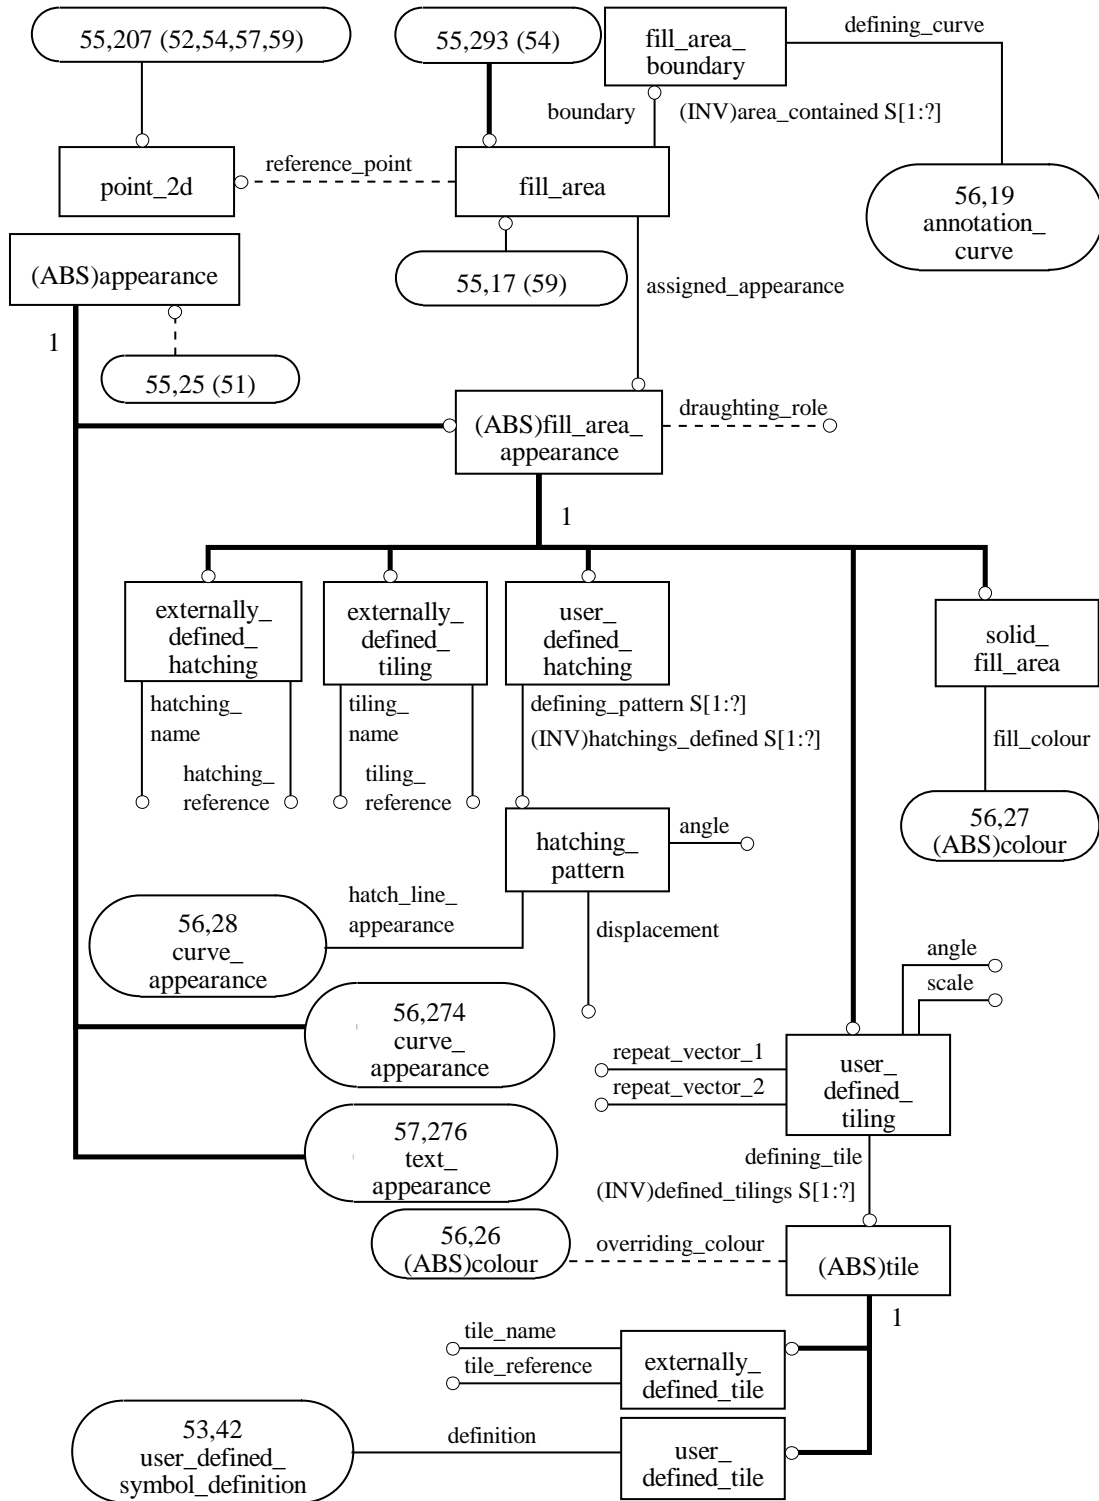 55,207 (52,54,57,59)
55,293 (54)
fill_area_
boundary
defining_curve
boundary
(INV)area_contained S[1:?]
point_2d
reference_point
fill_area
56,19
annotation_
curve
(ABS)appearance
55,17 (59)
assigned_appearance
1
55,25 (51)
(ABS)fill_area_
appearance
draughting_role
1
externally_
defined_
hatching
externally_
defined_
tiling
user_
defined_
hatching
solid_
fill_area
hatching_
name
hatching_
reference
tiling_
name
tiling_
reference
defining_pattern S[1:?]
(INV)hatchings_defined S[1:?]
fill_colour
56,27
(ABS)colour
hatching_
pattern
angle
hatch_line_
appearance
56,28
curve_
appearance
displacement
angle
scale
56,274
curve_
appearance
repeat_vector_1
repeat_vector_2
user_
defined_
tiling
57,276
text_
appearance
defining_tile
(INV)defined_tilings S[1:?]
56,26
(ABS)colour
overriding_colour
(ABS)tile
1
tile_name
tile_reference
externally_
defined_tile
53,42
user_defined_
symbol_definition
definition
user_
defined_tile